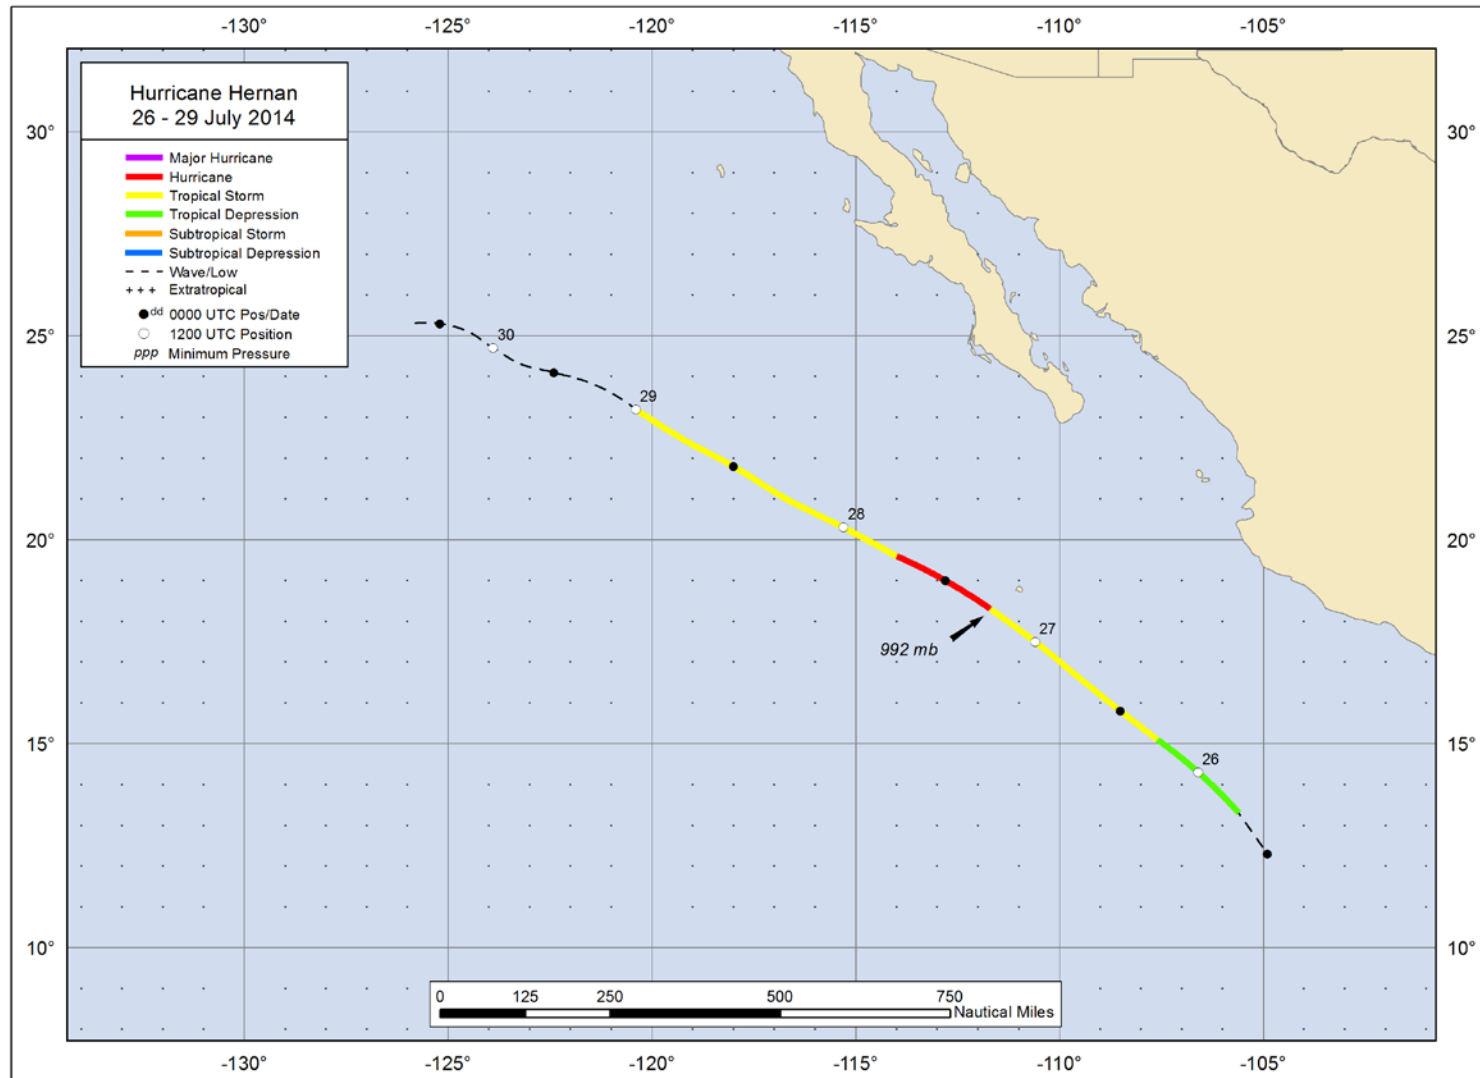 -130° -125° -120° -115° -110° -105°
Hurricane Hernan
26 - 29 July 2014
Major Hurricane
Hurricane
Tropical Storm
Tropical Depression
Subtropical Storm
Subtropical Depression
Wave/Low
+++ Extratropical
dd 0000 UTC Pos/Date
1200 UTC Position
ppp Minimum Pressure
30° 30°
25° 25°
30
29
28
20° 20°
27
992 mb
26
15° 15°
10° 10°
0 125 250 500 750
Nautical Miles
-130° -125° -120° -115° -110° -105°